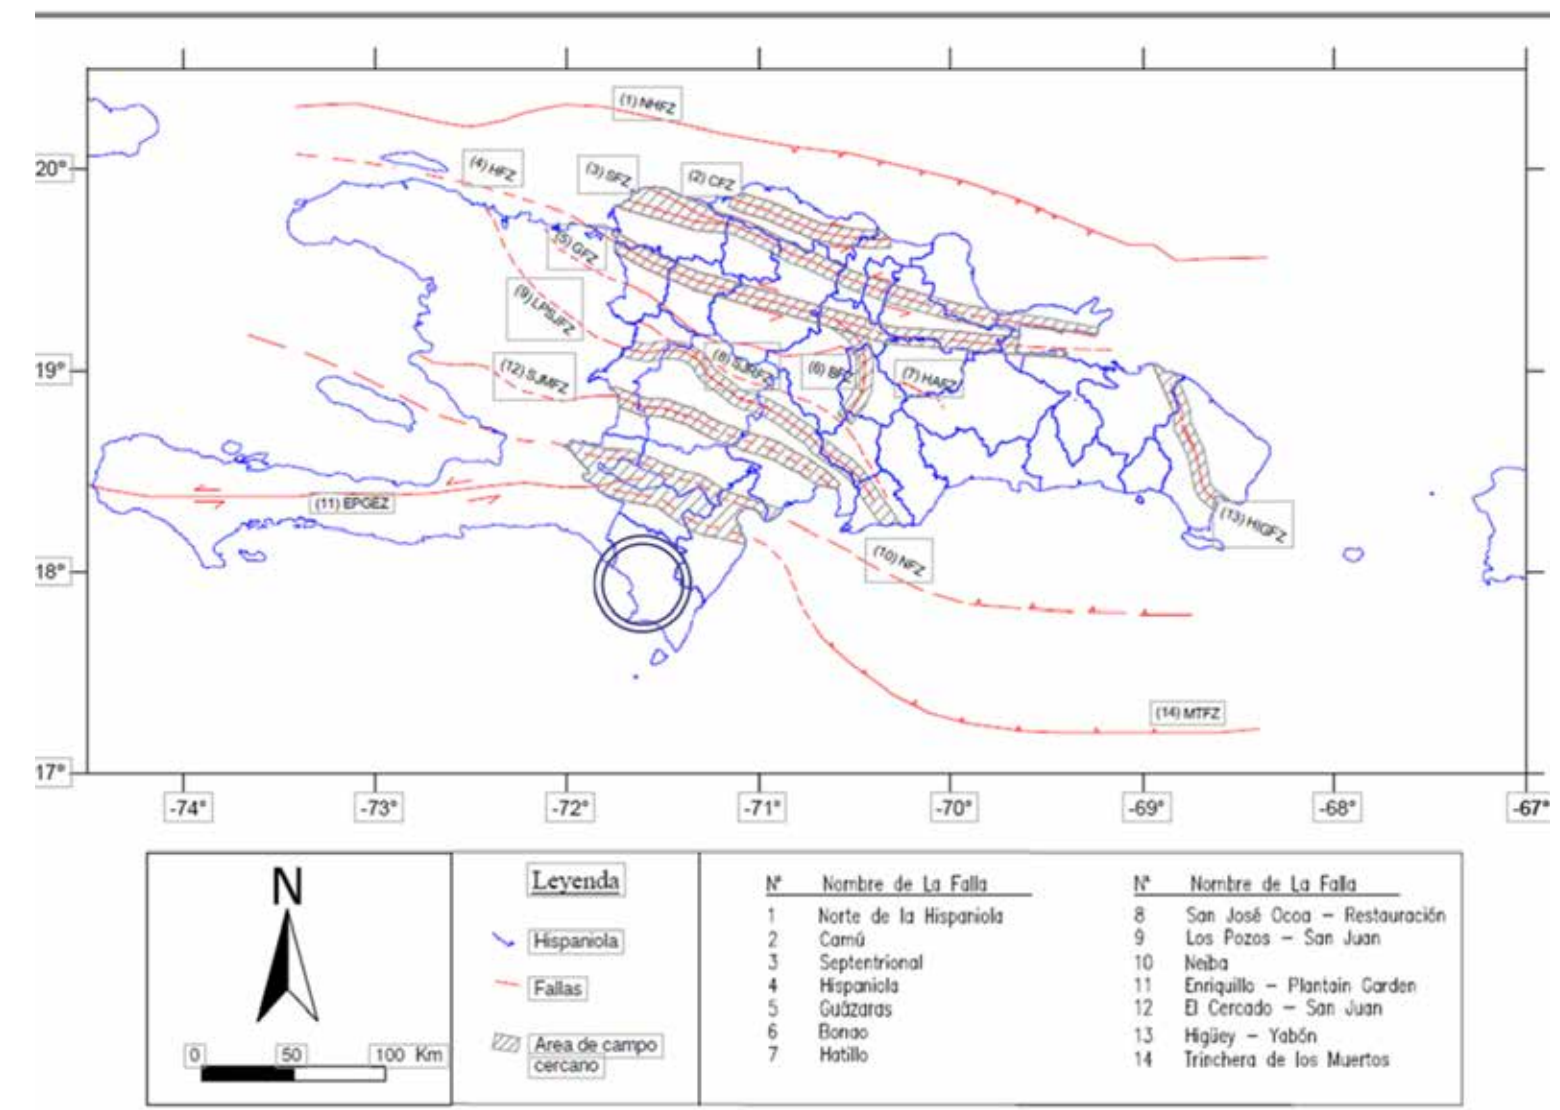 (1) NHFZ
(4) HFZ
(3) SFZ
(2) CFZ
20°
(5) GFZ
(9) LPSJFZ
(12) SJMFZ
(8) SJRFZ
(6) BFZ
(7) HAFZ
19°
(11) EPGEZ
(13) HIGFZ
(10) NFZ
18°
(14) MTFZ
17°
-74°
-73°
-72°
-71°
-70°
-69°
-68°
-67°
N
0 50 100 Km
Leyenda
Hispaniola
Fallas
Area de campo
cercano
Nº Nombre de La Falla
1 Norte de la Hispaniola
2 Camú
3 Septentrional
4 Hispaniola
5 Guázaras
6 Bonao
7 Hatillo
Nº Nombre de La Falla
8 San José Ocoa – Restauración
9 Los Pozos – San Juan
10 Neiba
11 Enriquillo – Plantain Garden
12 El Cercado – San Juan
13 Higüey – Yabón
14 Trinchera de los Muertos